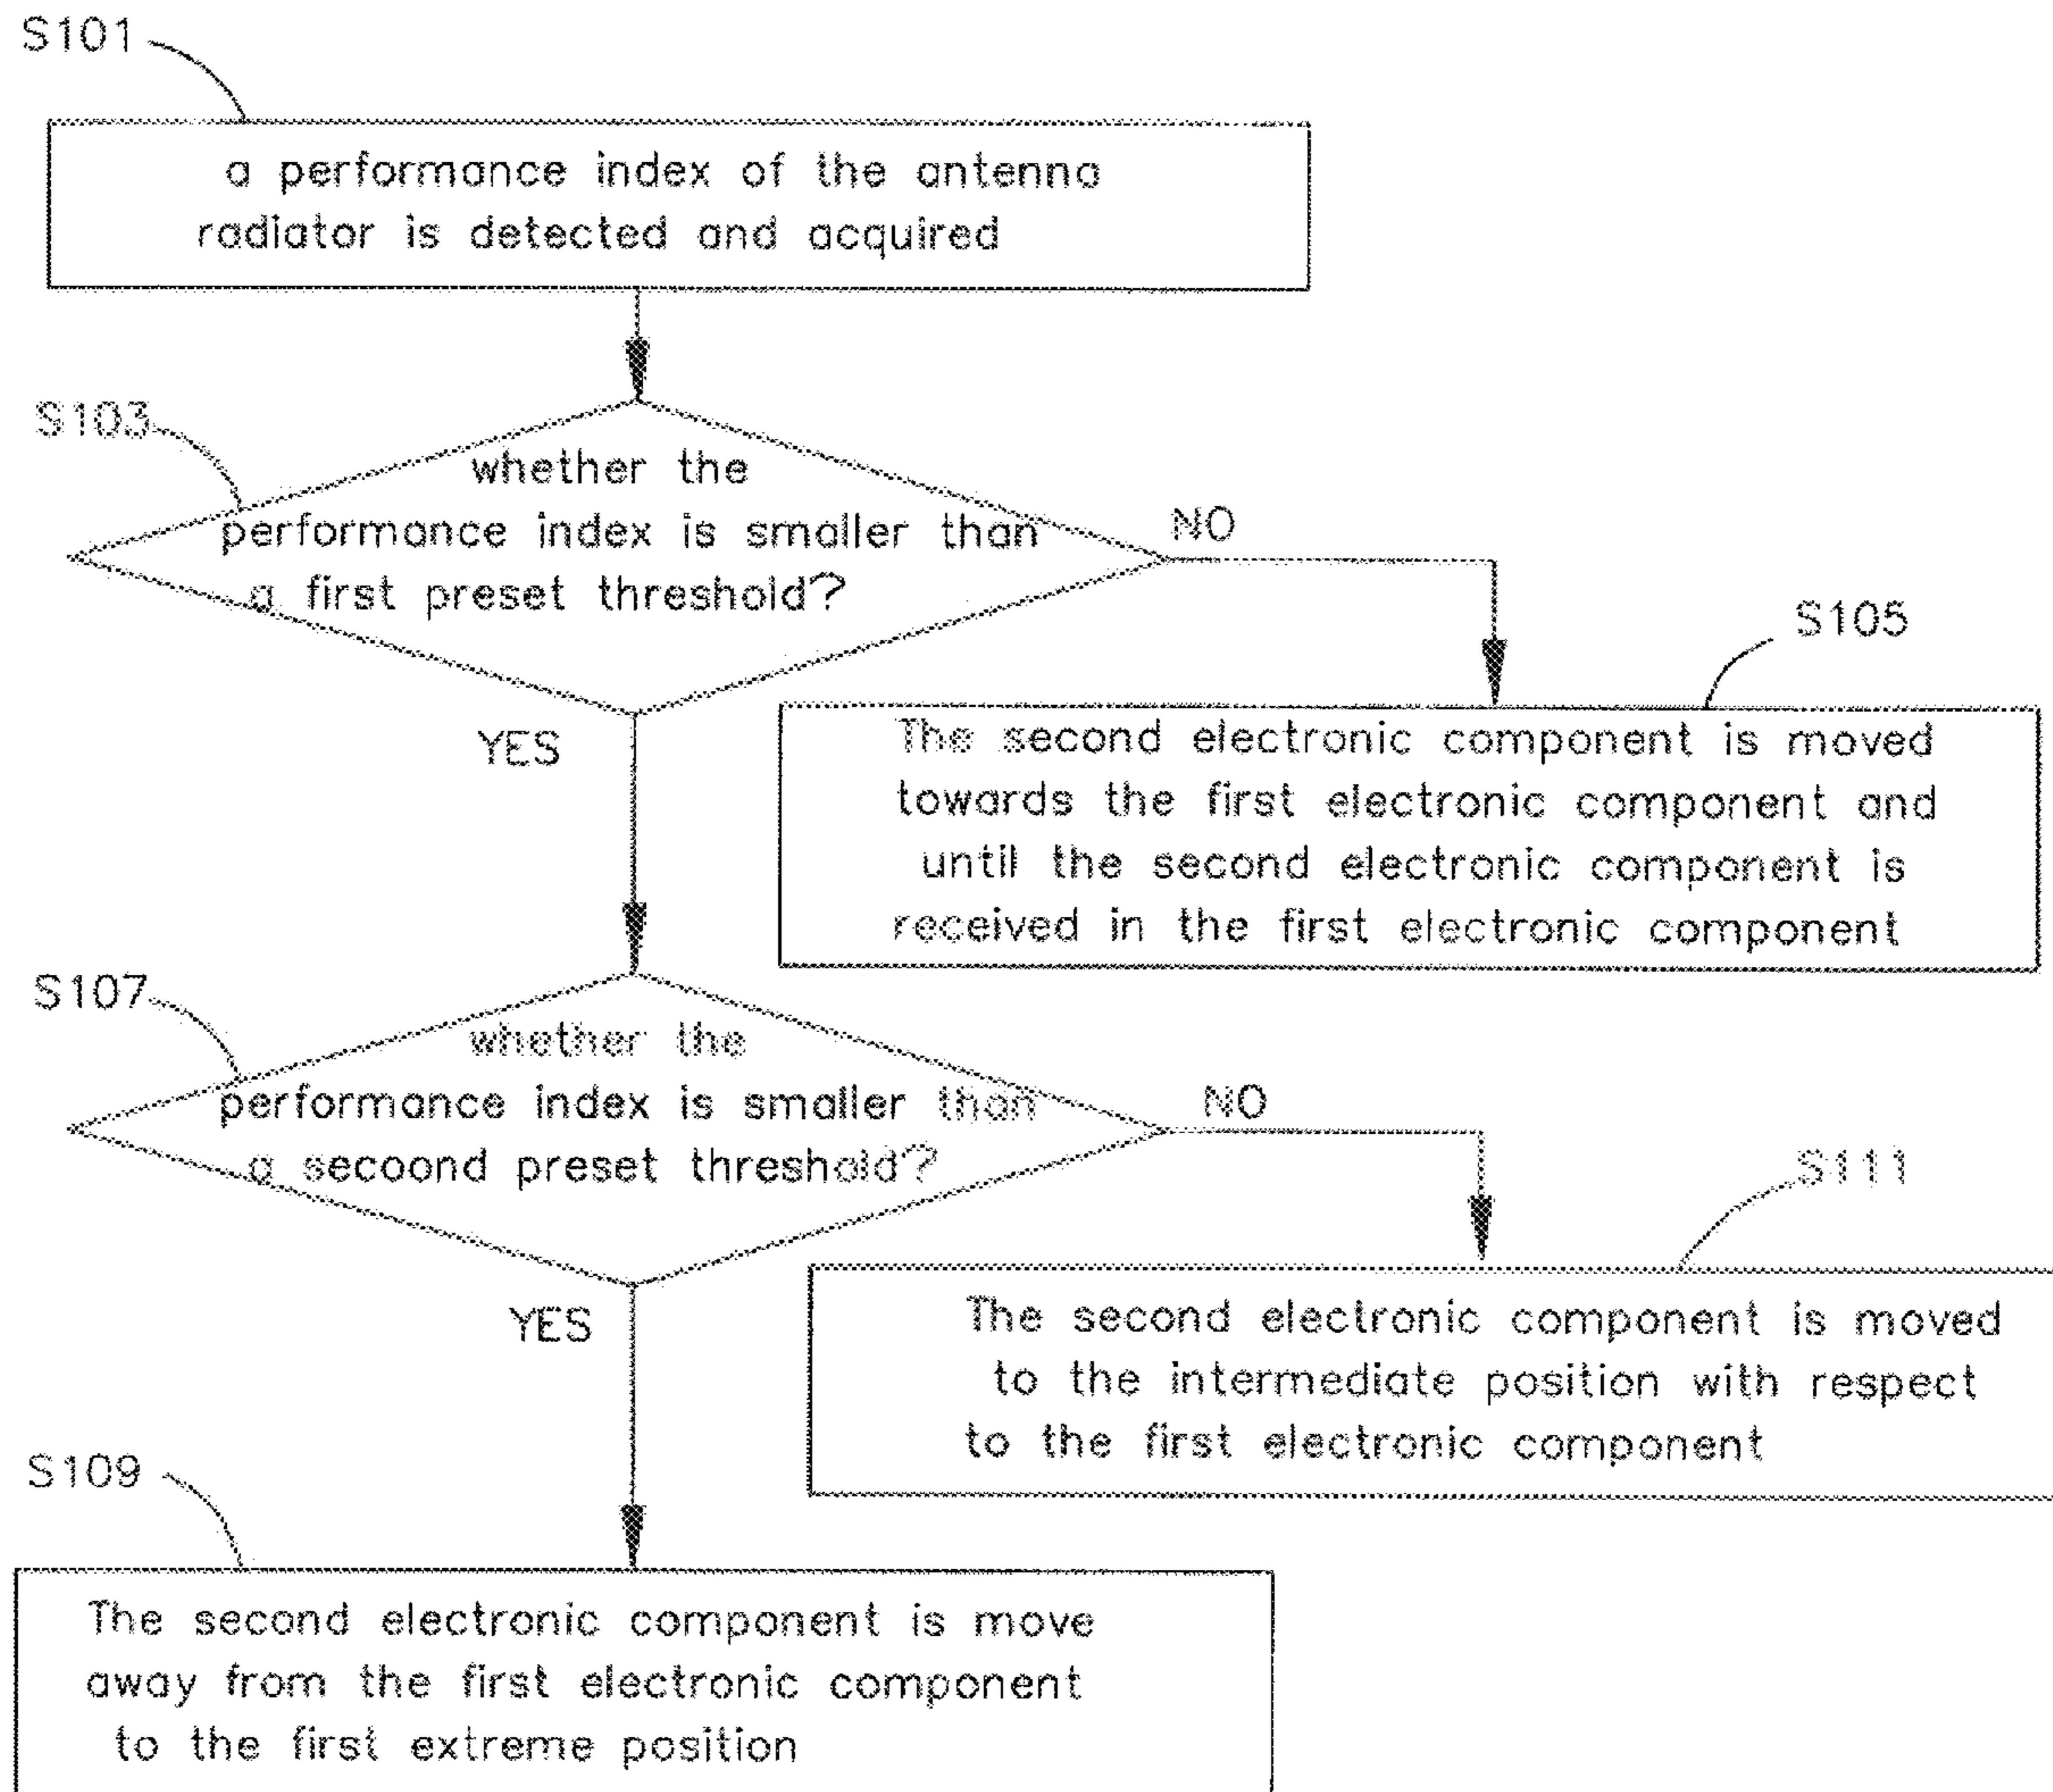 S101
a performance index of the antenna
radiator is detected and acquired
S103
whether the
performance index is smaller than
a first preset threshold?
NO
YES
S105
The second electronic component is moved
towards the first electronic component and
until the second electronic component is
received in the first electronic component
S107
whether the
performance index is smaller than
a secoond preset threshold?
NO
YES
S111
The second electronic component is moved
to the intermediate position with respect
to the first electronic component
S109
The second electronic component is move
away from the first electronic component
to the first extreme position